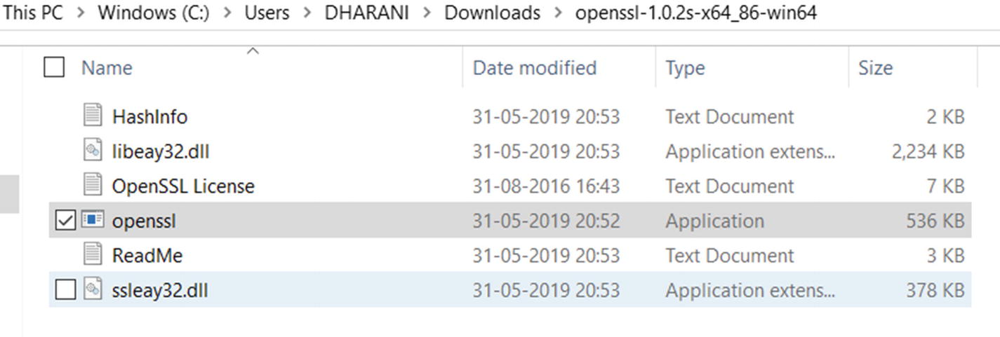 This PC > Windows (C:) > Users > DHARANI > Downloads > openssl-1.0.2s-x64_86-win64
Name Date modified Type Size
HashInfo 31-05-2019 20:53 Text Document 2 KB
libeay32.dll 31-05-2019 20:53 Application extens... 2,234 KB
OpenSSL License 31-08-2016 16:43 Text Document 7 KB
openssl 31-05-2019 20:52 Application 536 KB
ReadMe 31-05-2019 20:53 Text Document 3 KB
ssleay32.dll 31-05-2019 20:53 Application extens... 378 KB